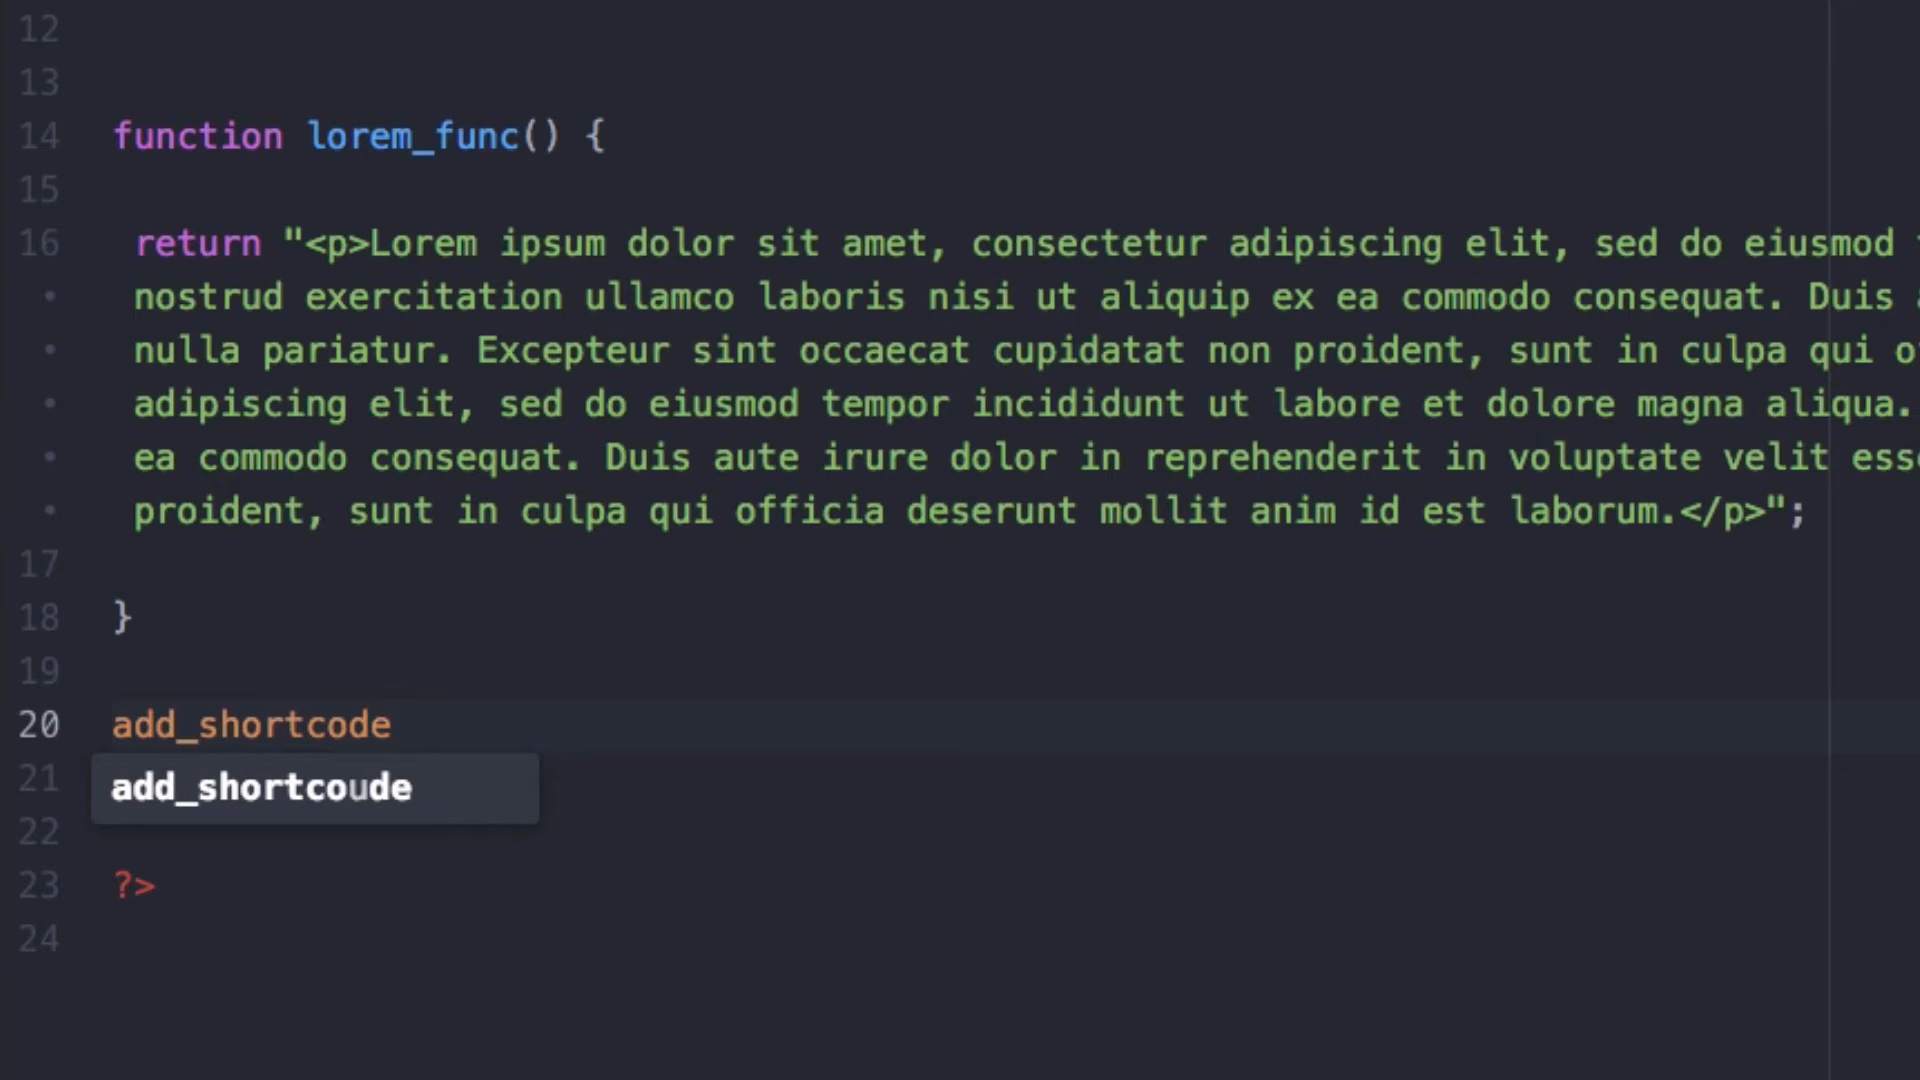 12
13
14 function lorem_func() {
15
16 return "<p>Lorem ipsum dolor sit amet, consectetur adipiscing elit, sed do eiusmod
nostrud exercitation ullamco laboris nisi ut aliquip ex ea commodo consequat. Duis
nulla pariatur. Excepteur sint occaecat cupidatat non proident, sunt in culpa qui
adipiscing elit, sed do eiusmod tempor incididunt ut labore et dolore magna aliqua.
ea commodo consequat. Duis aute irure dolor in reprehenderit in voluptate velit
proident, sunt in culpa qui officia deserunt mollit anim id est laborum.</p>";
17
18 }
19
20 add_shortcode
21 add_shortcoude
22
23 ?>
24